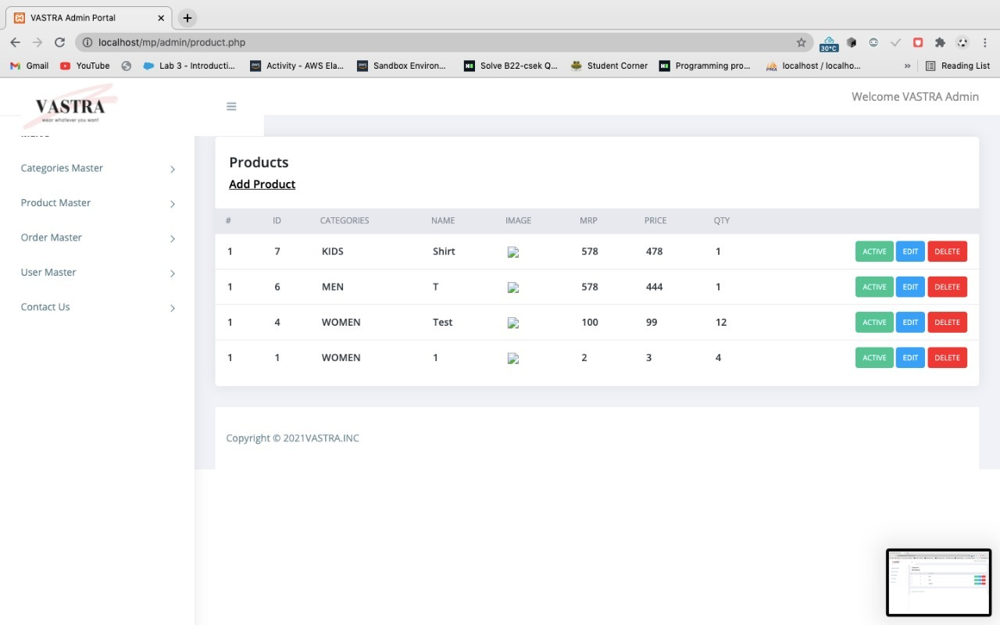 VASTRA Admin Portal
localhost/mp/admin/product.php
30°C
Gmail
YouTube
Lab 3 - Introducti...
Activity - AWS Ela...
Sandbox Environ...
Solve B22-csek Q...
Student Corner
Programming pro...
localhost / localho...
Reading List
VASTRA
wear whatever you want
Welcome VASTRA Admin
Categories Master
Product Master
Order Master
User Master
Contact Us
Products
Add Product
# ID CATEGORIES NAME IMAGE MRP PRICE QTY
1 7 KIDS Shirt 578 478 1 ACTIVE EDIT DELETE
1 6 MEN T 578 444 1 ACTIVE EDIT DELETE
1 4 WOMEN Test 100 99 12 ACTIVE EDIT DELETE
1 1 WOMEN 1 2 3 4 ACTIVE EDIT DELETE
Copyright © 2021VASTRA.INC